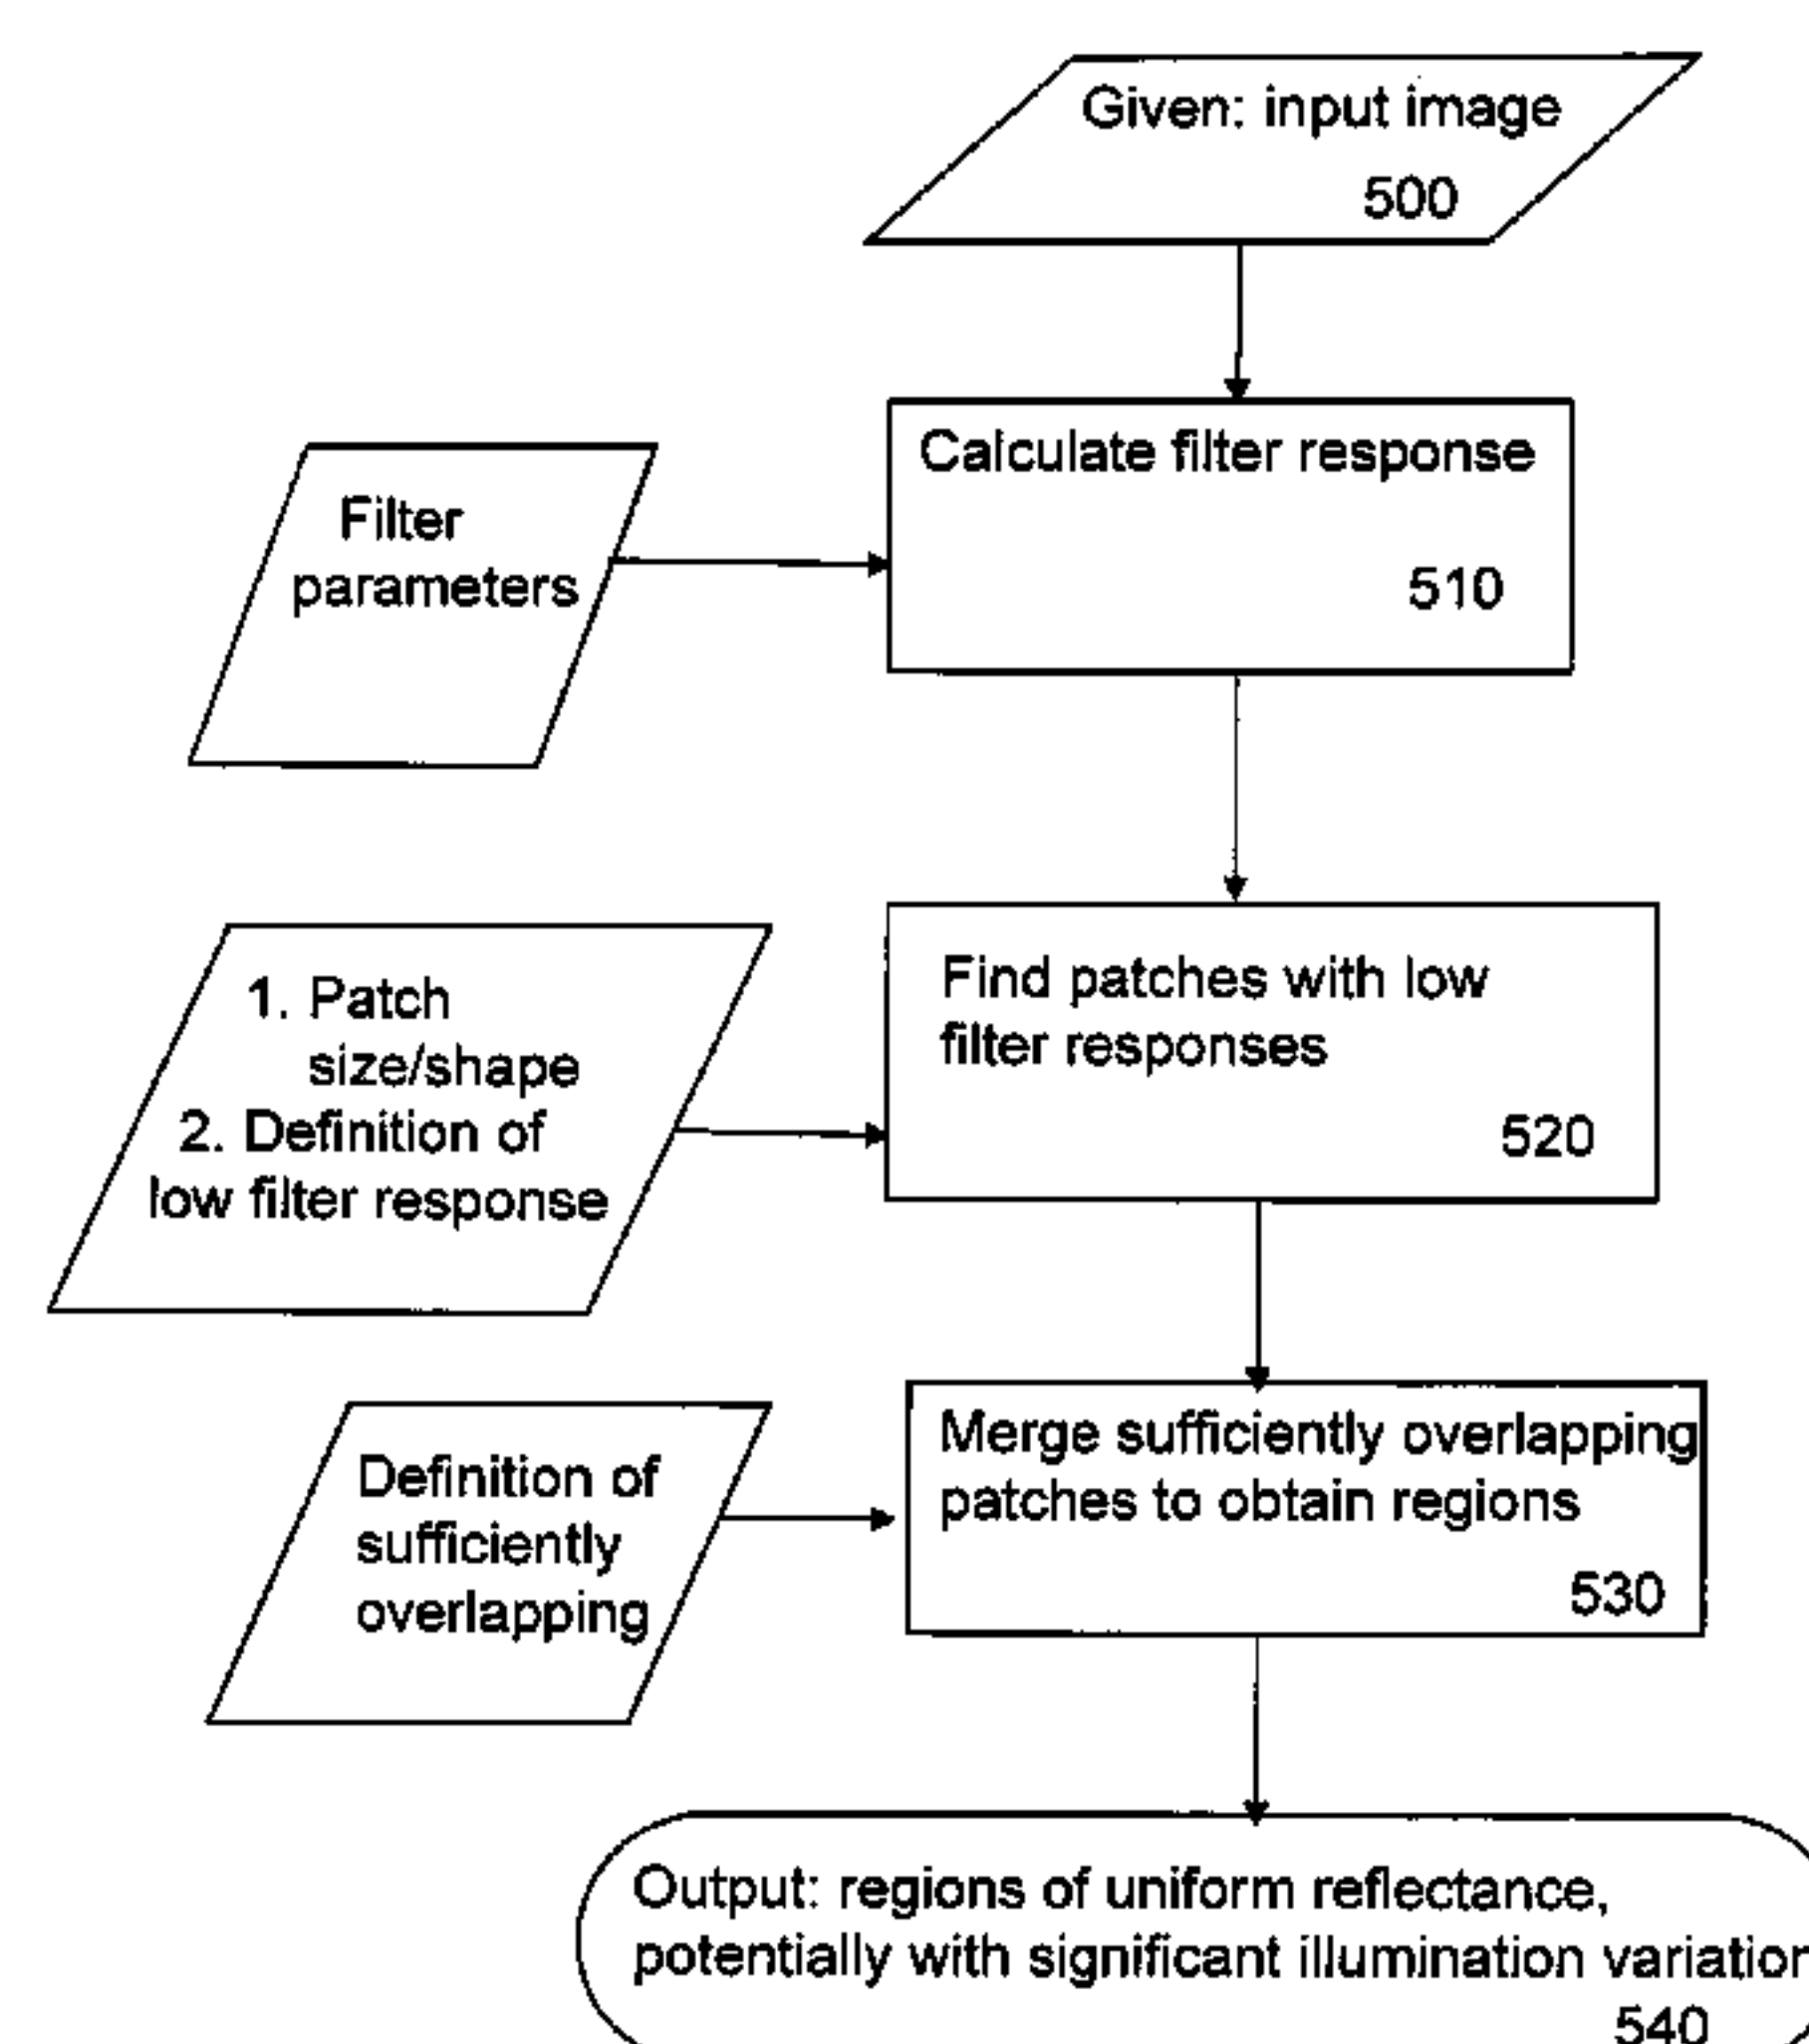 Given: input image
500
Calculate filter response
510
Filter
parameters
Find patches with low
filter responses
520
1. Patch
size/shape
2. Definition of
low filter response
Merge sufficiently overlapping
patches to obtain regions
530
Definition of
sufficiently
overlapping
Output: regions of uniform reflectance,
potentially with significant illumination variation
540